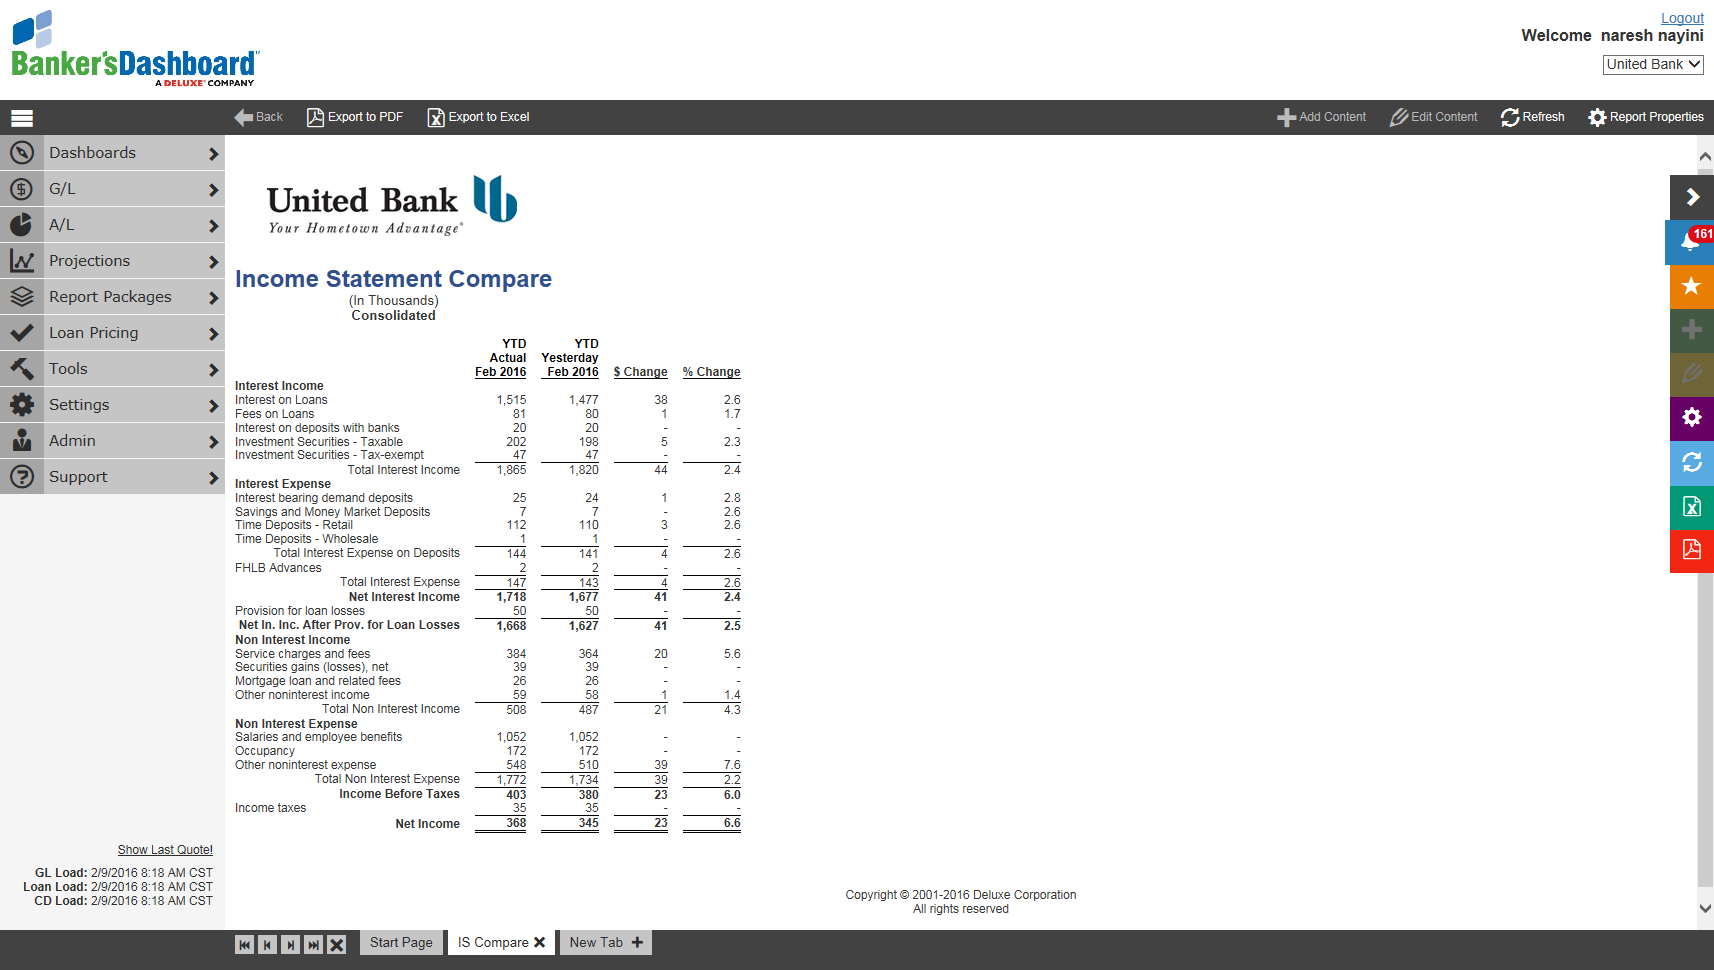 Logout
Banker'sDashboard
A DELUXE COMPANY
Welcome naresh nayini
United Bank
Back Export to PDF Export to Excel Add Content Edit Content Refresh Report Properties
Dashboards
G/L
A/L
Projections
Report Packages
Loan Pricing
Tools
Settings
Admin
Support
161
United Bank
Your Hometown Advantage®
Income Statement Compare
(In Thousands)
Consolidated
YTD YTD
Actual Yesterday
Feb 2016 Feb 2016 $ Change % Change
Interest Income
Interest on Loans 1,515 1,477 38 2.6
Fees on Loans 81 80 1 1.7
Interest on deposits with banks 20 20 - -
Investment Securities - Taxable 202 198 5 2.3
Investment Securities - Tax-exempt 47 47 - -
Total Interest Income 1,865 1,820 44 2.4
Interest Expense
Interest bearing demand deposits 25 24 1 2.8
Savings and Money Market Deposits 7 7 - 2.6
Time Deposits - Retail 112 110 3 2.6
Time Deposits - Wholesale 1 1 - -
Total Interest Expense on Deposits 144 141 4 2.6
FHLB Advances 2 2 - -
Total Interest Expense 147 143 4 2.6
Net Interest Income 1,718 1,677 41 2.4
Provision for loan losses 50 50 - -
Net In. Inc. After Prov. for Loan Losses 1,668 1,627 41 2.5
Non Interest Income
Service charges and fees 384 364 20 5.6
Securities gains (losses), net 39 39 - -
Mortgage loan and related fees 26 26 - -
Other noninterest income 59 58 1 1.4
Total Non Interest Income 508 487 21 4.3
Non Interest Expense
Salaries and employee benefits 1,052 1,052 - -
Occupancy 172 172 - -
Other noninterest expense 548 510 39 7.6
Total Non Interest Expense 1,772 1,734 39 2.2
Income Before Taxes 403 380 23 6.0
Income taxes 35 35 - -
Net Income 368 345 23 6.6
Show Last Quote!
GL Load: 2/9/2016 8:18 AM CST
Loan Load: 2/9/2016 8:18 AM CST
CD Load: 2/9/2016 8:18 AM CST
Copyright © 2001-2016 Deluxe Corporation
All rights reserved
Start Page IS Compare New Tab